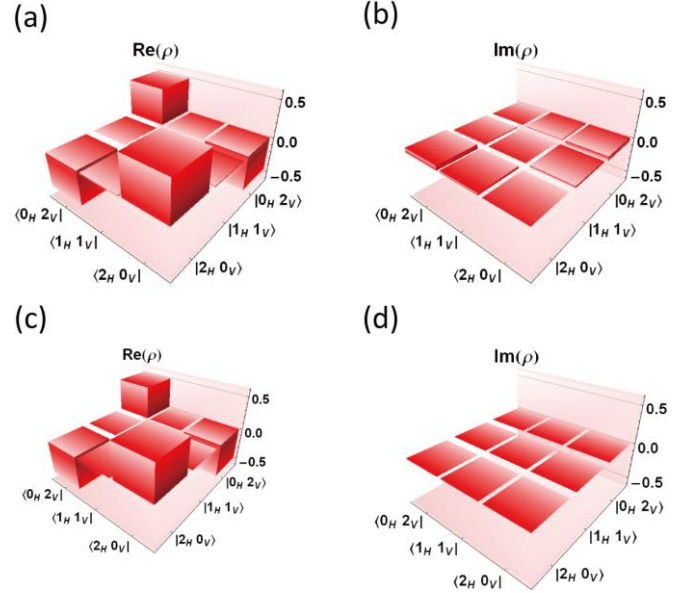 (a)
Re(ρ)
0.5
0.0
−0.5
⟨0H 2V|
⟨1H 1V|
⟨2H 0V|
|0H 2V⟩
|1H 1V⟩
|2H 0V⟩
(b)
Im(ρ)
0.5
0.0
−0.5
⟨0H 2V|
⟨1H 1V|
⟨2H 0V|
|0H 2V⟩
|1H 1V⟩
|2H 0V⟩
(c)
Re(ρ)
0.5
0.0
−0.5
⟨0H 2V|
⟨1H 1V|
⟨2H 0V|
|0H 2V⟩
|1H 1V⟩
|2H 0V⟩
(d)
Im(ρ)
0.5
0.0
−0.5
⟨0H 2V|
⟨1H 1V|
⟨2H 0V|
|0H 2V⟩
|1H 1V⟩
|2H 0V⟩